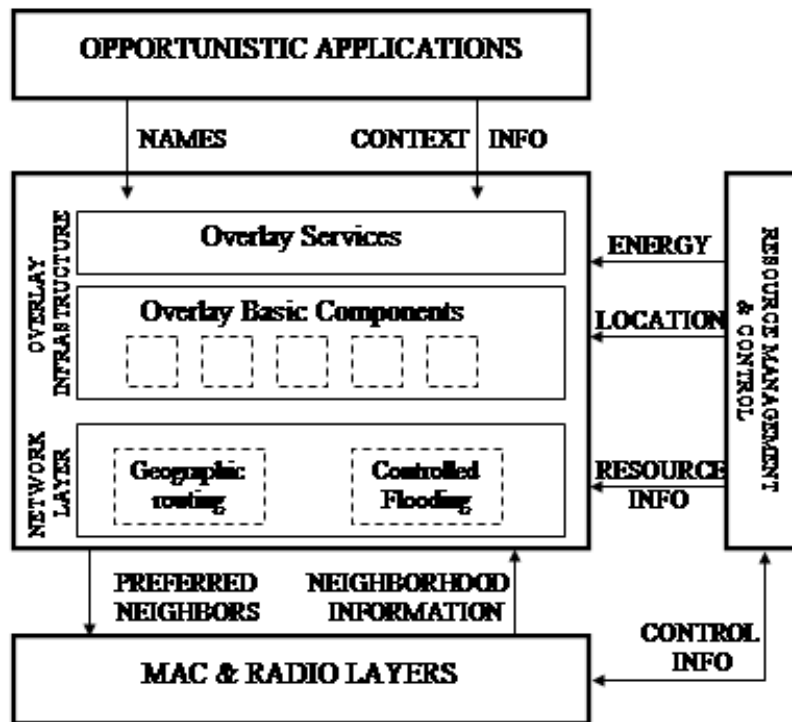 OPPORTUNISTIC APPLICATIONS
NAMES
CONTEXT INFO
OVERLAY
INFRASTRUCTURE
Overlay Services
Overlay Basic Components
NETWORK
LAYER
Geographic
routing
Controlled
Flooding
ENERGY
LOCATION
RESOURCE
INFO
RESOURCE MANAGEMENT
& CONTROL
PREFERRED
NEIGHBORS
NEIGHBORHOOD
INFORMATION
CONTROL
INFO
MAC & RADIO LAYERS